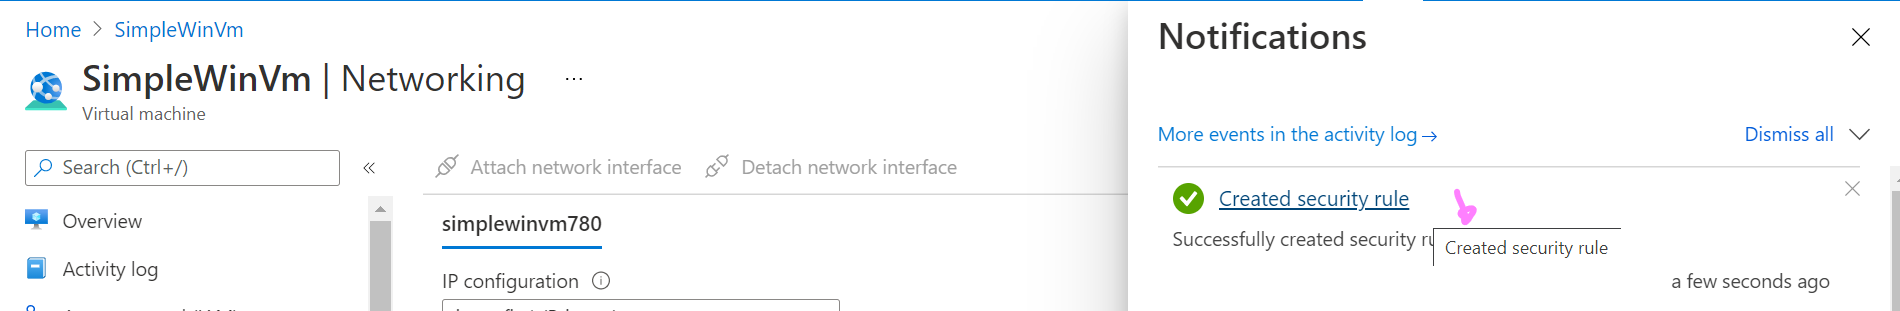 Home > SimpleWinVm
SimpleWinVm | Networking ...
Virtual machine
Search (Ctrl+/)
«
Overview
Activity log
Attach network interface
Detach network interface
simplewinvm780
IP configuration
Notifications
More events in the activity log →
Dismiss all
Created security rule
Successfully created security
Created security rule
a few seconds ago